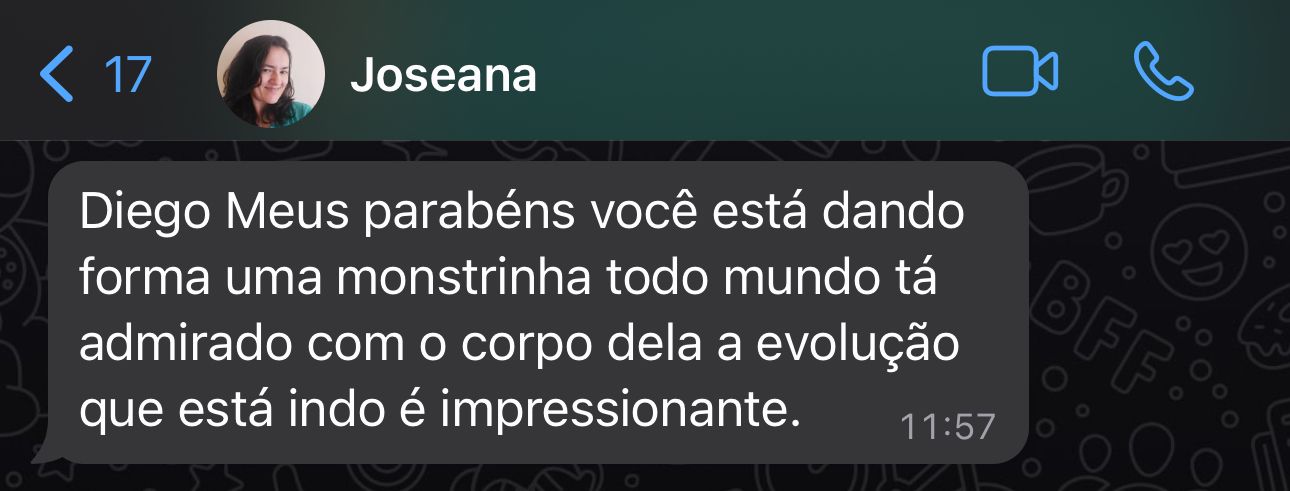 17
Joseana
Diego Meus parabéns você está dando
forma uma monstrinha todo mundo tá
admirado com o corpo dela a evolução
que está indo é impressionante.
11:57
BFF